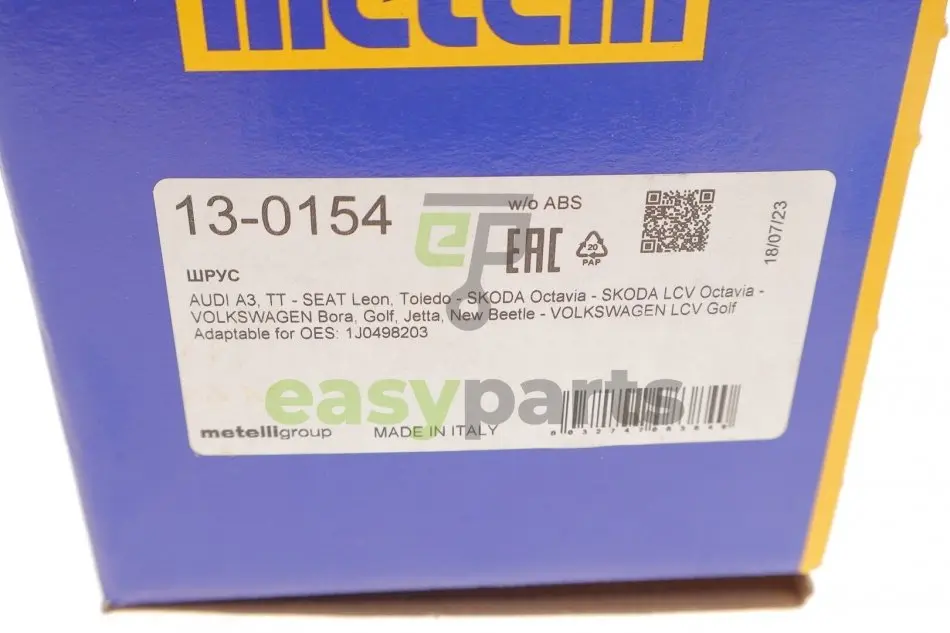 metelli
13-0154
w/o ABS
EAC
20
PAP
18/07/23
ШРУС
AUDI A3, TT - SEAT Leon, Toledo - SKODA Octavia - SKODA LCV Octavia -
VOLKSWAGEN Bora, Golf, Jetta, New Beetle - VOLKSWAGEN LCV Golf
Adaptable for OES: 1J0498203
easyparts
metelligroup
MADE IN ITALY